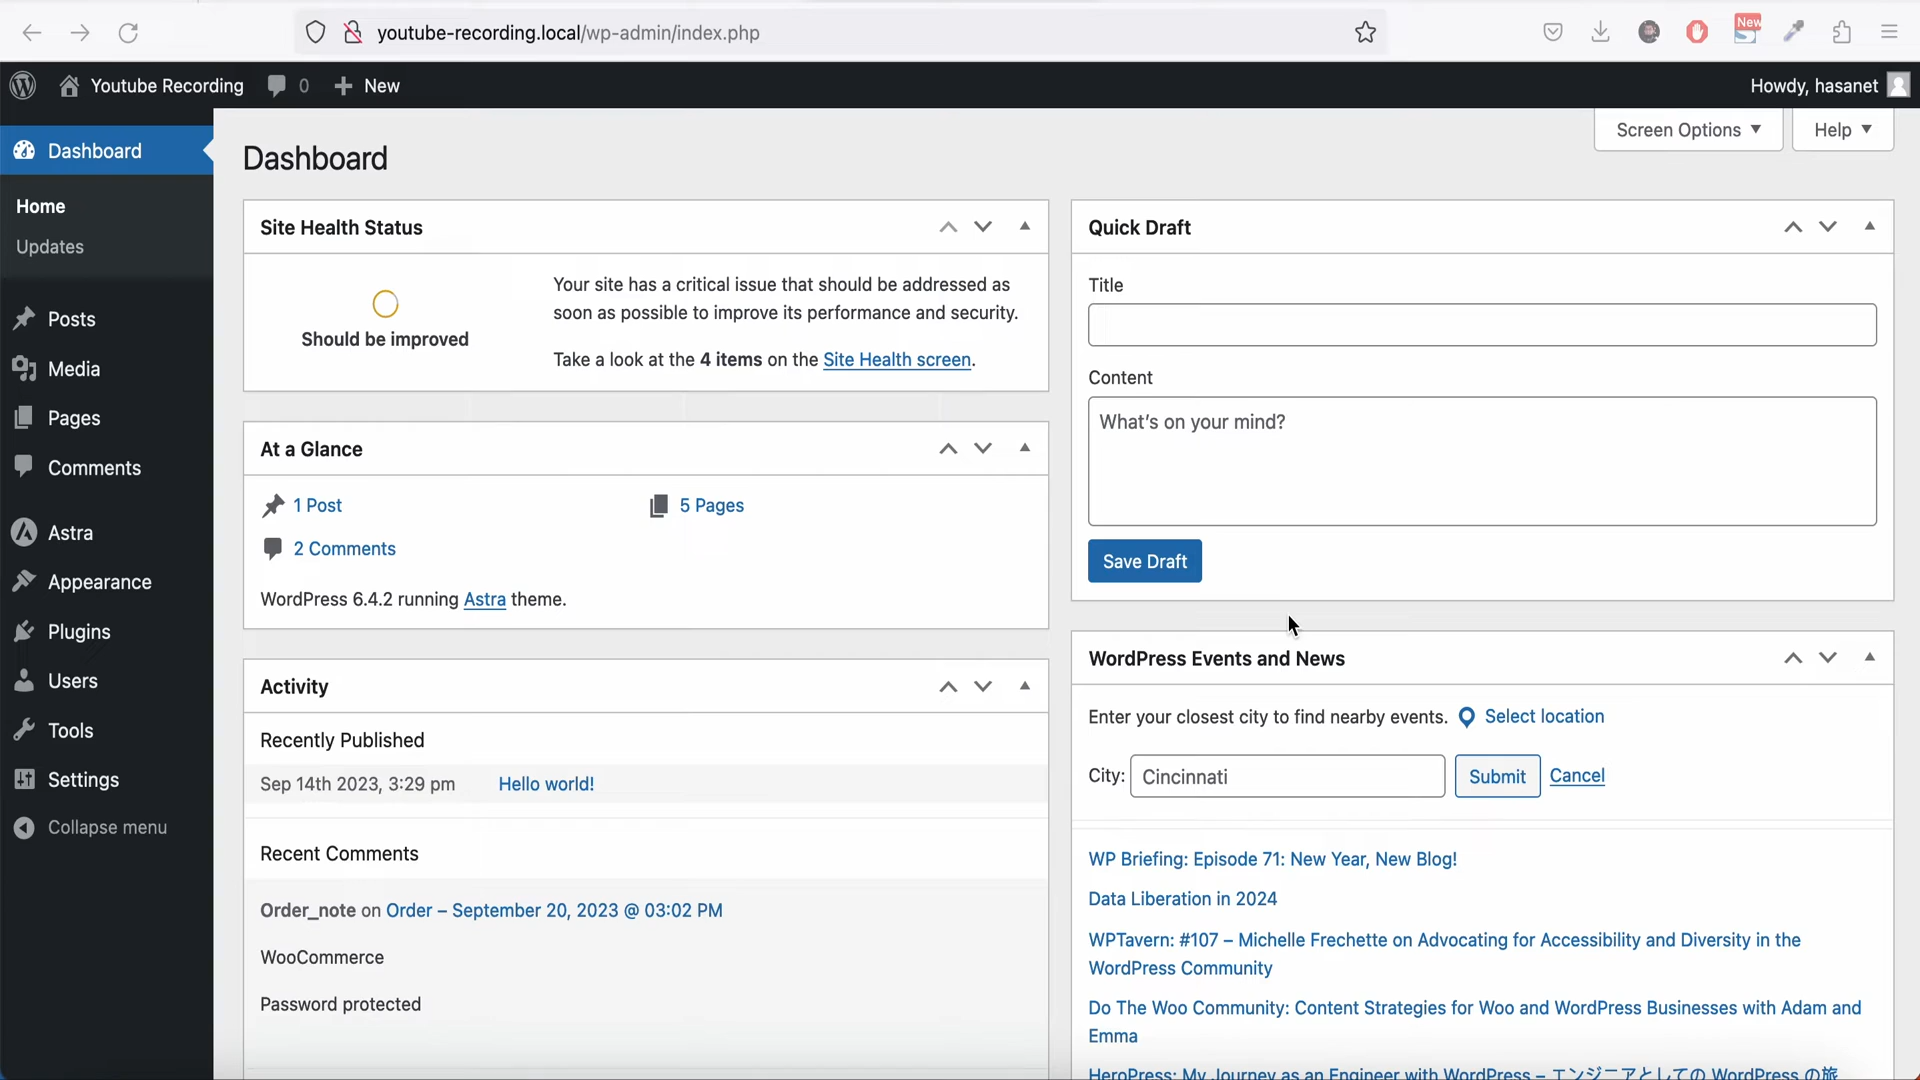 youtube-recording.local/wp-admin/index.php
New
Youtube Recording
0
New
Howdy, hasanet
Dashboard
Home
Updates
Posts
Media
Pages
Comments
Astra
Appearance
Plugins
Users
Tools
Settings
Collapse menu
Screen Options
Help
Dashboard
Site Health Status
Should be improved
Your site has a critical issue that should be addressed as
soon as possible to improve its performance and security.
Take a look at the 4 items on the Site Health screen.
At a Glance
1 Post
5 Pages
2 Comments
WordPress 6.4.2 running Astra theme.
Activity
Recently Published
Sep 14th 2023, 3:29 pm Hello world!
Recent Comments
Order_note on Order – September 20, 2023 @ 03:02 PM
WooCommerce
Password protected
Quick Draft
Title
Content
What's on your mind?
Save Draft
WordPress Events and News
Enter your closest city to find nearby events. Select location
City: Cincinnati Submit Cancel
WP Briefing: Episode 71: New Year, New Blog!
Data Liberation in 2024
WPTavern: #107 – Michelle Frechette on Advocating for Accessibility and Diversity in the
WordPress Community
Do The Woo Community: Content Strategies for Woo and WordPress Businesses with Adam and
Emma
HeroPress: My Journey as an Engineer with WordPress – エンジニアとしての WordPress の旅